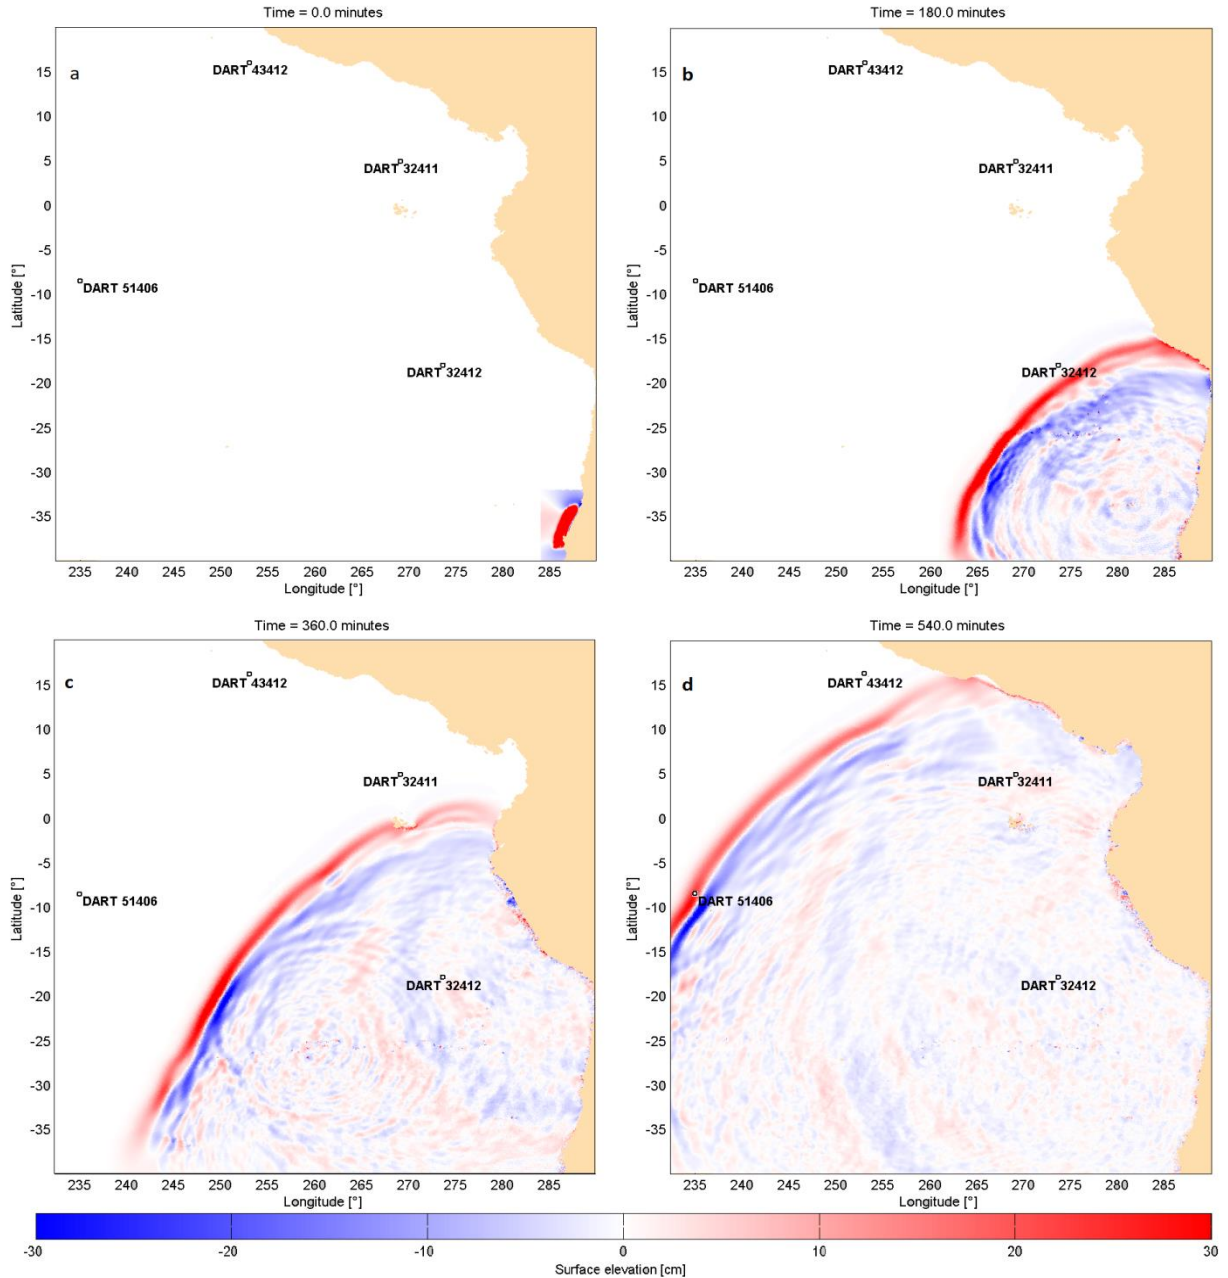 Time = 0.0 minutes
a
DART 43412
DART 32411
DART 51406
DART 32412
15
10
5
0
-5
-10
-15
-20
-25
-30
-35
Latitude [°]
235 240 245 250 255 260 265 270 275 280 285
Longitude [°]
Time = 180.0 minutes
b
DART 43412
DART 32411
DART 51406
DART 32412
15
10
5
0
-5
-10
-15
-20
-25
-30
-35
Latitude [°]
235 240 245 250 255 260 265 270 275 280 285
Longitude [°]
Time = 360.0 minutes
c
DART 43412
DART 32411
DART 51406
DART 32412
15
10
5
0
-5
-10
-15
-20
-25
-30
-35
Latitude [°]
235 240 245 250 255 260 265 270 275 280 285
Longitude [°]
Time = 540.0 minutes
d
DART 43412
DART 32411
DART 51406
DART 32412
15
10
5
0
-5
-10
-15
-20
-25
-30
-35
Latitude [°]
235 240 245 250 255 260 265 270 275 280 285
Longitude [°]
-30 -20 -10 0 10 20 30
Surface elevation [cm]